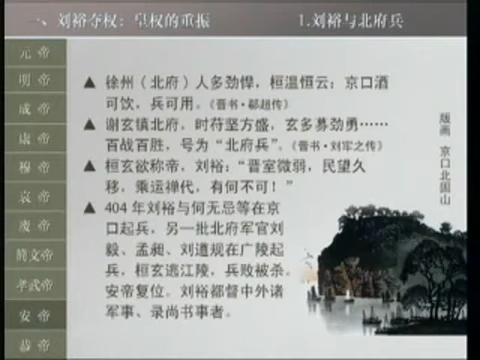 一、刘裕夺权：皇权的重振
1.刘裕与北府兵
元 帝
明 帝
成 帝
康 帝
穆 帝
哀 帝
废 帝
简文帝
孝武帝
安 帝
恭 帝
▲ 徐州（北府）人多劲悍，桓温恒云：京口酒
可饮，兵可用。《晋书·郗超传》
▲ 谢玄镇北府，时苻坚方盛，玄多募劲勇……
百战百胜，号为“北府兵”。《晋书·刘牢之传》
▲ 桓玄欲称帝，刘裕：“晋室微弱，民望久
移，乘运禅代，有何不可！”
▲ 404 年刘裕与何无忌等在京
口起兵，另一批北府军官刘
毅、孟昶、刘道规在广陵起
兵，桓玄逃江陵，兵败被杀。
安帝复位。刘裕都督中外诸
军事、录尚书事者。
版画 京口北固山